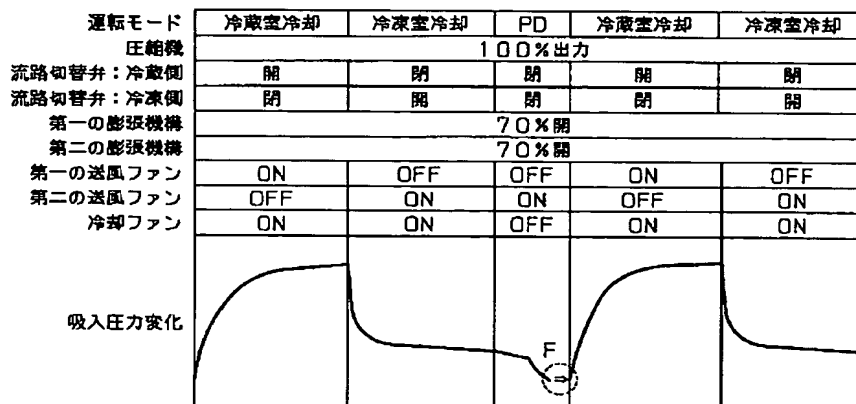 運転モード 冷蔵室冷却 冷凍室冷却 PD 冷蔵室冷却 冷凍室冷却
圧縮機 100%出力
流路切替弁：冷蔵側 開 閉 閉 開 閉
流路切替弁：冷凍側 閉 開 閉 閉 開
第一の膨張機構 70%開
第二の膨張機構 70%開
第一の送風ファン ON OFF OFF ON OFF
第二の送風ファン OFF ON ON OFF ON
冷却ファン ON ON OFF ON ON
吸入圧力変化
F